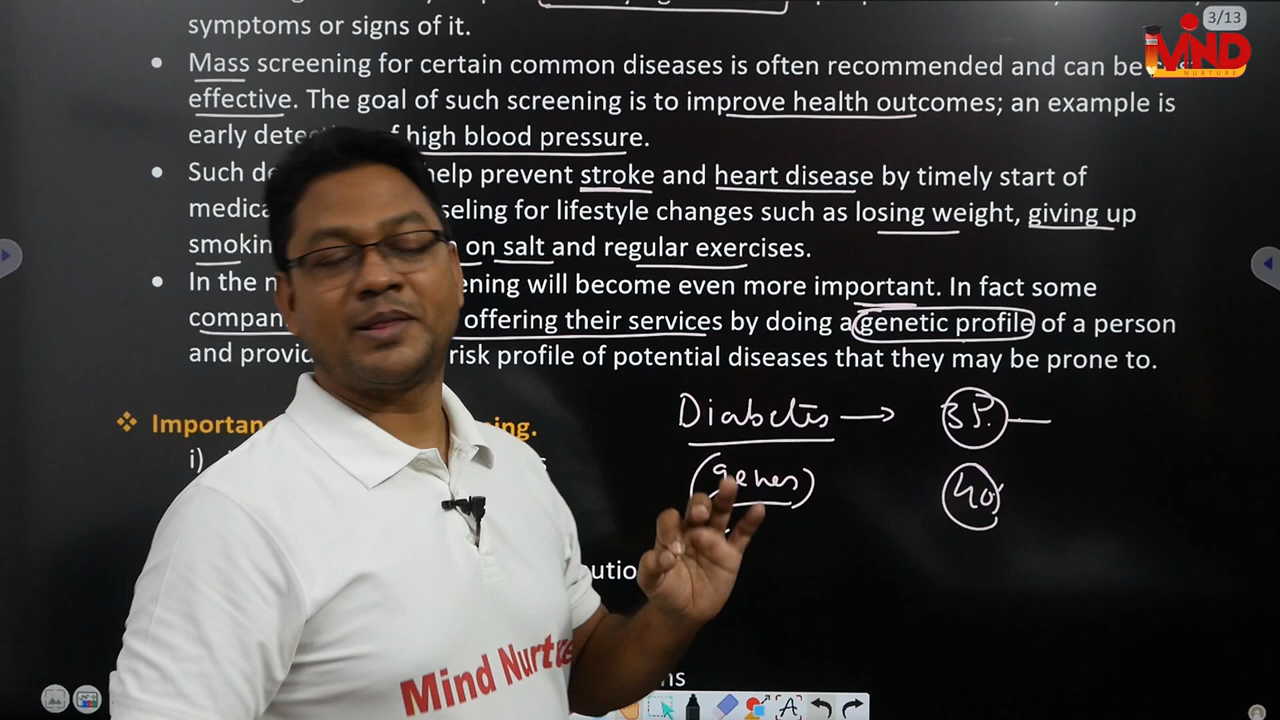 3/13
MIND
NURTURE
symptoms or signs of it.
• Mass screening for certain common diseases is often recommended and can be
effective. The goal of such screening is to improve health outcomes; an example is
early dete f high blood pressure.
• Such de help prevent stroke and heart disease by timely start of
medica seling for lifestyle changes such as losing weight, giving up
smokin on salt and regular exercises.
• In the n ening will become even more important. In fact some
compan offering their services by doing a genetic profile of a person
and provid risk profile of potential diseases that they may be prone to.
Diabetis → 35.
❖ Importan ing.
i)
(genes) 40
utio
Mind Nurture
ns